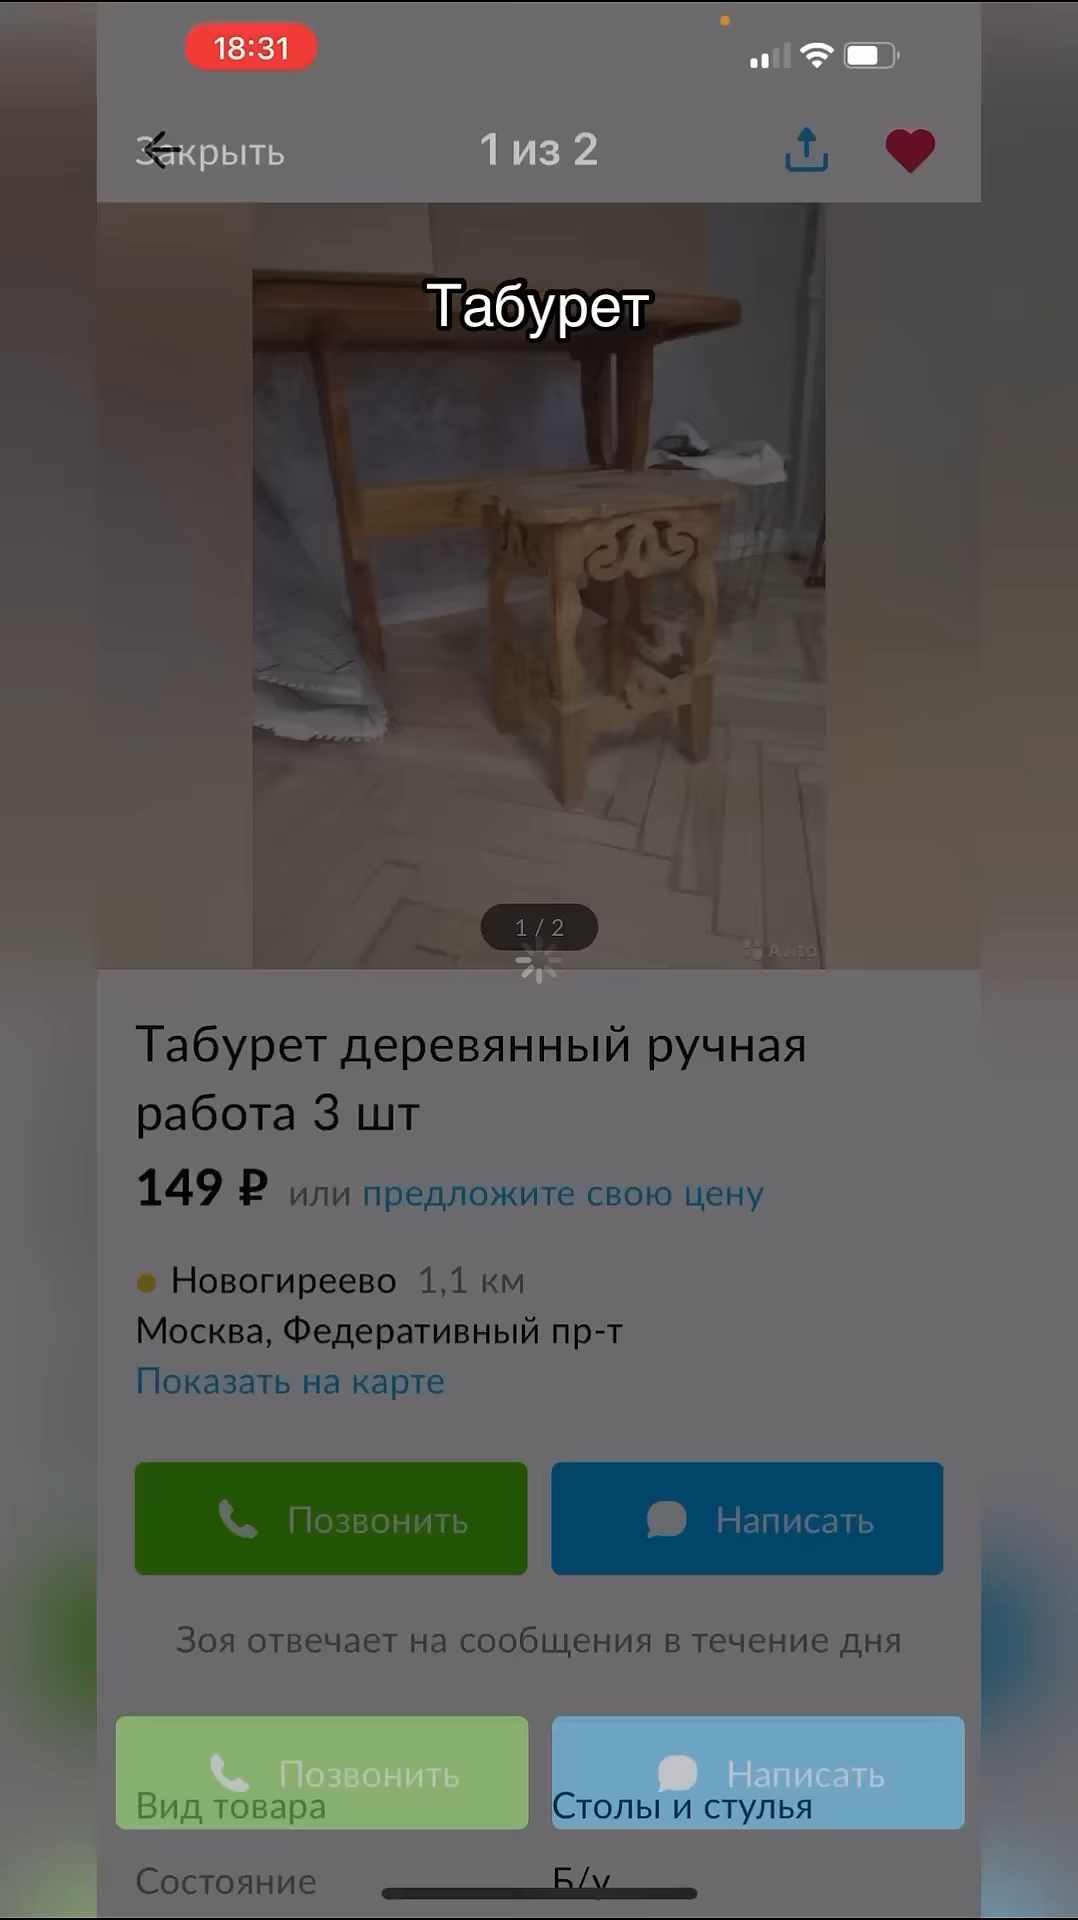 18:31
Закрыть
1 из 2
Табурет
1 / 2
Avito
Табурет деревянный ручная
работа 3 шт
149 ₽ или предложите свою цену
Новогиреево 1,1 км
Москва, Федеративный пр-т
Показать на карте
Позвонить
Написать
Зоя отвечает на сообщения в течение дня
Позвонить
Написать
Вид товара
Столы и стулья
Состояние
Б/у